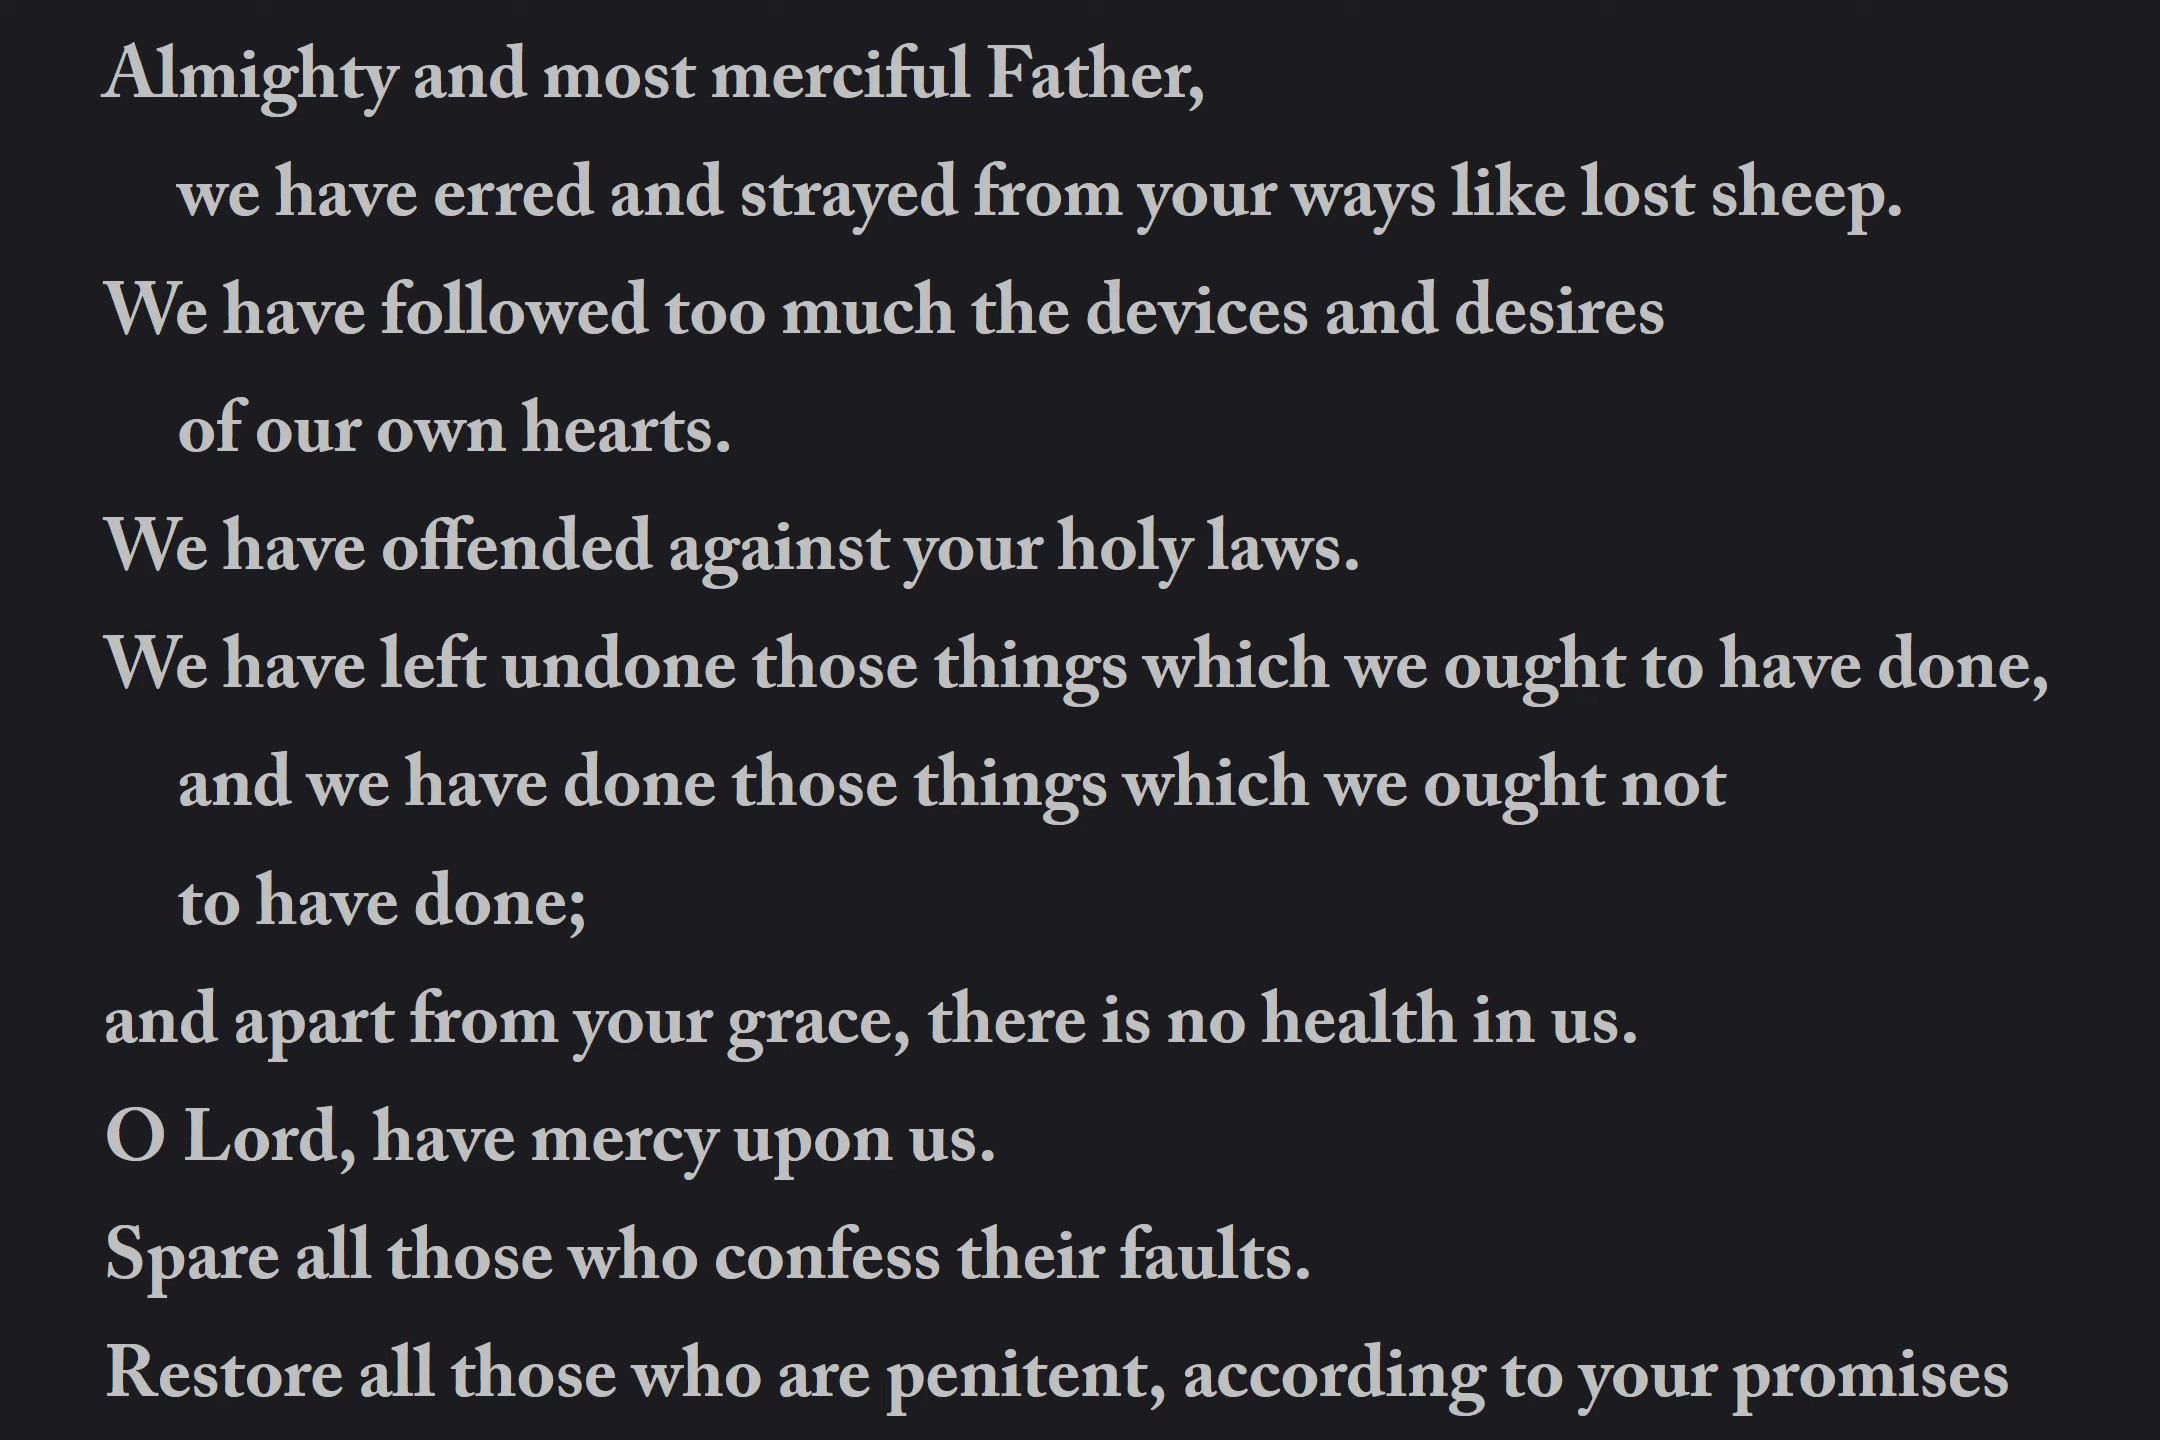 Almighty and most merciful Father,
we have erred and strayed from your ways like lost sheep.
We have followed too much the devices and desires
of our own hearts.
We have offended against your holy laws.
We have left undone those things which we ought to have done,
and we have done those things which we ought not
to have done;
and apart from your grace, there is no health in us.
O Lord, have mercy upon us.
Spare all those who confess their faults.
Restore all those who are penitent, according to your promises